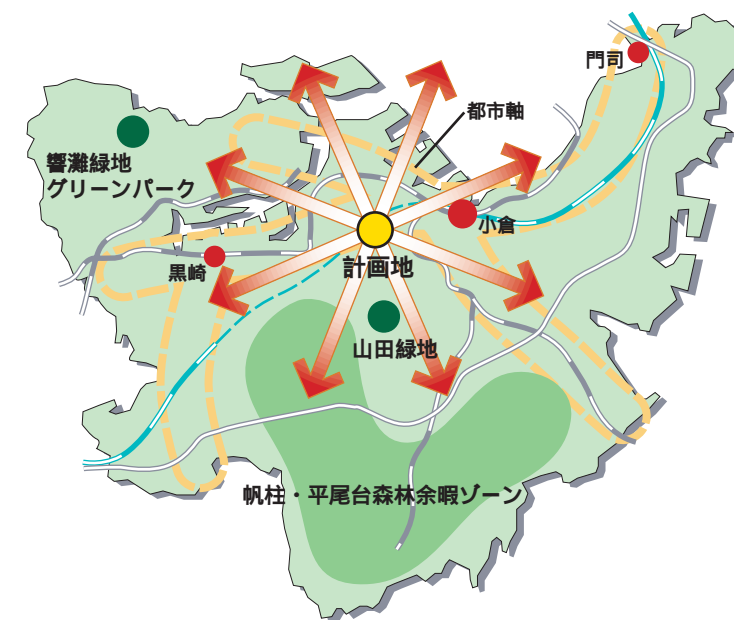 門司
都市軸
響灘緑地
グリーンパーク
小倉
黒崎
計画地
山田緑地
帆柱・平尾台森林余暇ゾーン